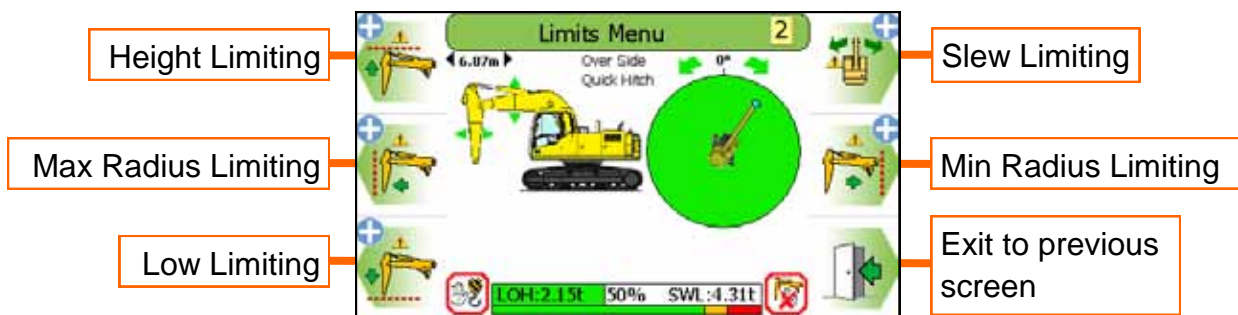 Height Limiting
Max Radius Limiting
Low Limiting
Limits Menu 2
6.07m
Over Side
Quick Hitch
0°
LOH:2.15t 50% SWL:4.31t
Slew Limiting
Min Radius Limiting
Exit to previous
screen